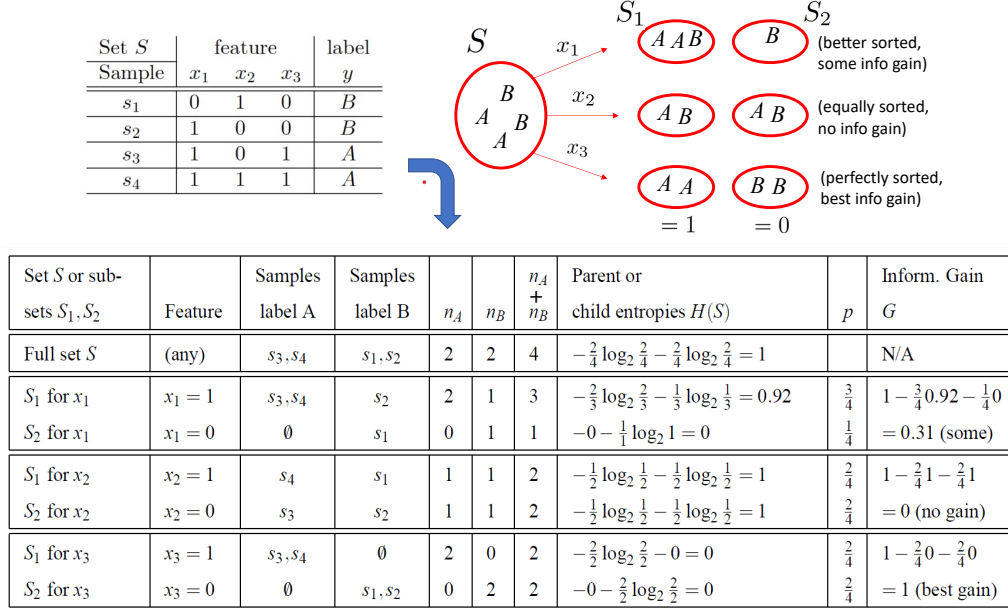 Set S feature label
Sample x₁ x₂ x₃ y
s₁ 0 1 0 B
s₂ 1 0 0 B
s₃ 1 0 1 A
s₄ 1 1 1 A
S
B
A B
A
x₁
x₂
x₃
S₁ S₂
A A B B (better sorted,
some info gain)
A B A B (equally sorted,
no info gain)
A A B B (perfectly sorted,
best info gain)
= 1 = 0
Set S or sub- Samples Samples n_A + n_B Parent or Inform. Gain
sets S₁,S₂ Feature label A label B n_A n_B child entropies H(S) p G
Full set S (any) s₃,s₄ s₁,s₂ 2 2 4 −2/4 log₂ 2/4 − 2/4 log₂ 2/4 = 1 N/A
S₁ for x₁ x₁ = 1 s₃,s₄ s₂ 2 1 3 −2/3 log₂ 2/3 − 1/3 log₂ 1/3 = 0.92 3/4 1 − 3/4 0.92 − 1/4 0
S₂ for x₁ x₁ = 0 ∅ s₁ 0 1 1 −0 − 1/1 log₂ 1 = 0 1/4 = 0.31 (some)
S₁ for x₂ x₂ = 1 s₄ s₁ 1 1 2 −1/2 log₂ 1/2 − 1/2 log₂ 1/2 = 1 2/4 1 − 2/4 1 − 2/4 1
S₂ for x₂ x₂ = 0 s₃ s₂ 1 1 2 −1/2 log₂ 1/2 − 1/2 log₂ 1/2 = 1 2/4 = 0 (no gain)
S₁ for x₃ x₃ = 1 s₃,s₄ ∅ 2 0 2 −2/2 log₂ 2/2 − 0 = 0 2/4 1 − 2/4 0 − 2/4 0
S₂ for x₃ x₃ = 0 ∅ s₁,s₂ 0 2 2 −0 − 2/2 log₂ 2/2 = 0 2/4 = 1 (best gain)